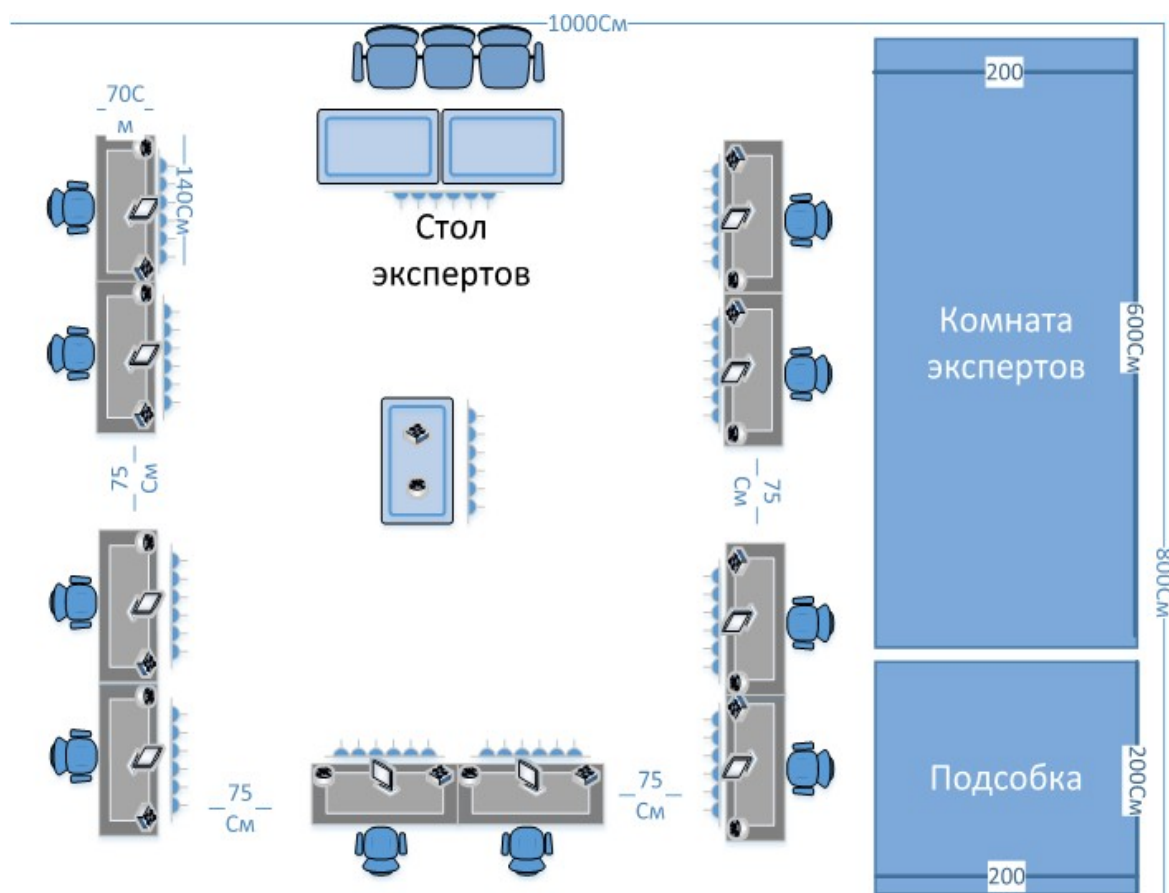 1000См
200
70С
м
140См
Стол
экспертов
Комната
экспертов
600См
75
См
75
См
800См
75
См
75
См
Подсобка
200См
200